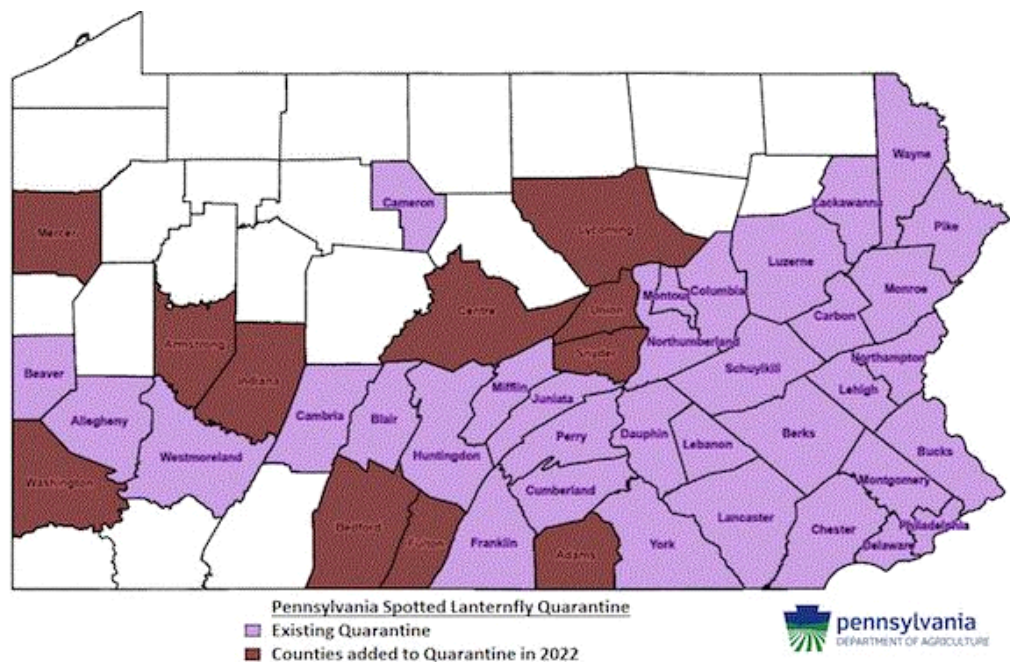 Wayne
Cameron
Lackawanna
Pike
Mercer
Lycoming
Luzerne
Monroe
Montour
Columbia
Centre
Union
Carbon
Armstrong
Northumberland
Snyder
Northampton
Beaver
Schuylkill
Indiana
Mifflin
Lehigh
Juniata
Allegheny
Cambria
Blair
Perry
Dauphin
Berks
Lebanon
Bucks
Westmoreland
Huntingdon
Montgomery
Washington
Cumberland
Lancaster
Philadelphia
Bedford
Fulton
Franklin
Adams
York
Chester
Delaware
Pennsylvania Spotted Lanternfly Quarantine
Existing Quarantine
Counties added to Quarantine in 2022
pennsylvania
DEPARTMENT OF AGRICULTURE